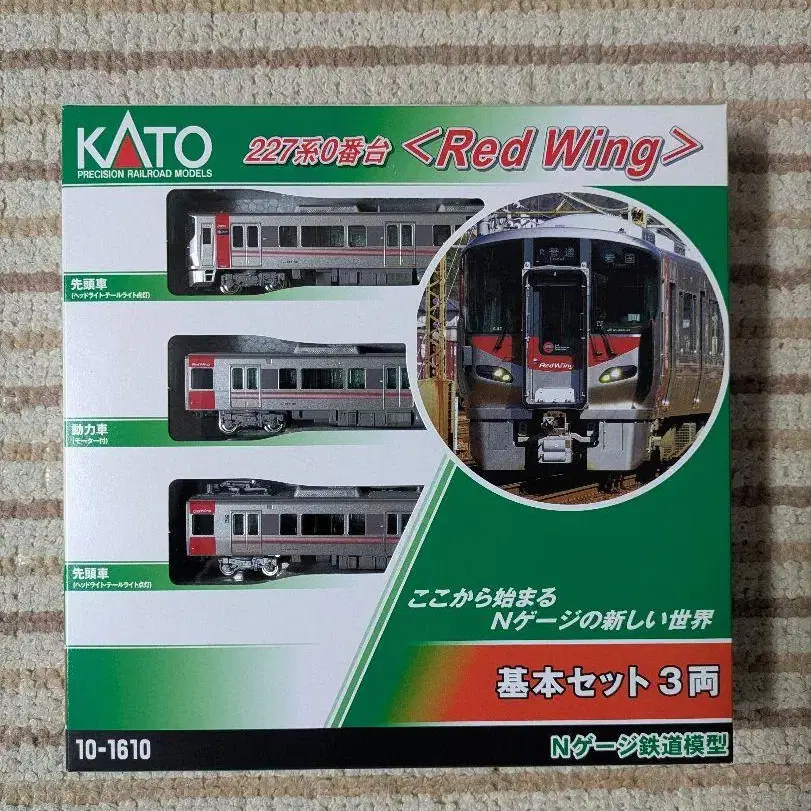 KATO
PRECISION RAILROAD MODELS
227系0番台 <Red Wing>
先頭車
(ヘッドライト・テールライト点灯)
R 普通 岩国
Red Wing
動力車
(モーター付)
先頭車
(ヘッドライト・テールライト点灯)
ここから始まる
Nゲージの新しい世界
基本セット3両
10-1610
Nゲージ鉄道模型